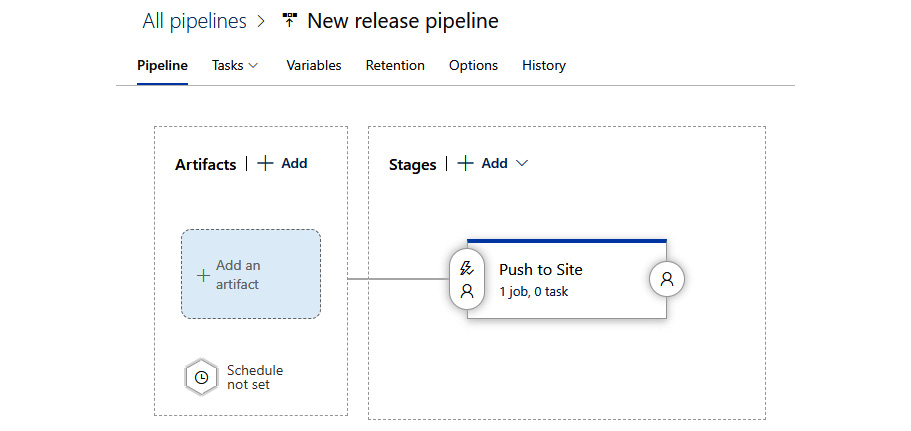 All pipelines > New release pipeline
Pipeline Tasks Variables Retention Options History
Artifacts | + Add
Stages | + Add
+ Add an
artifact
Push to Site
1 job, 0 task
Schedule
not set